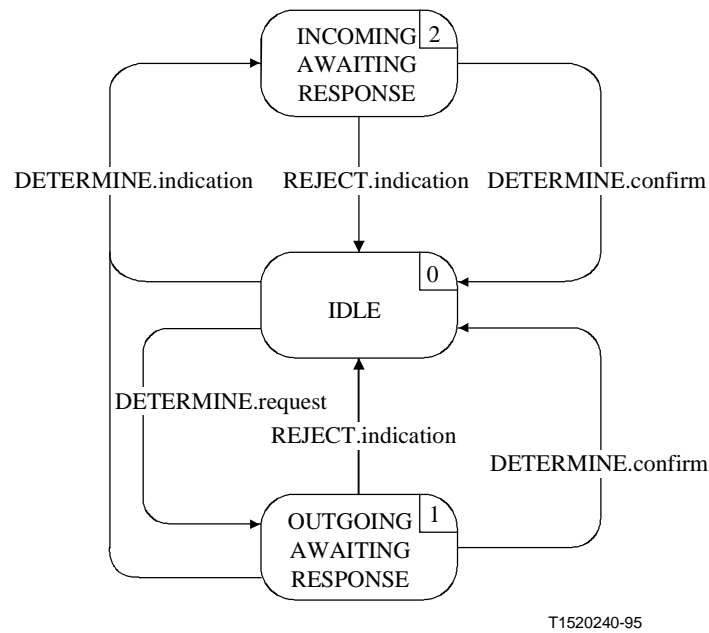 INCOMING
2
AWAITING
RESPONSE
DETERMINE.indication
REJECT.indication
DETERMINE.confirm
0
IDLE
DETERMINE.request
REJECT.indication
DETERMINE.confirm
OUTGOING
1
AWAITING
RESPONSE
T1520240-95